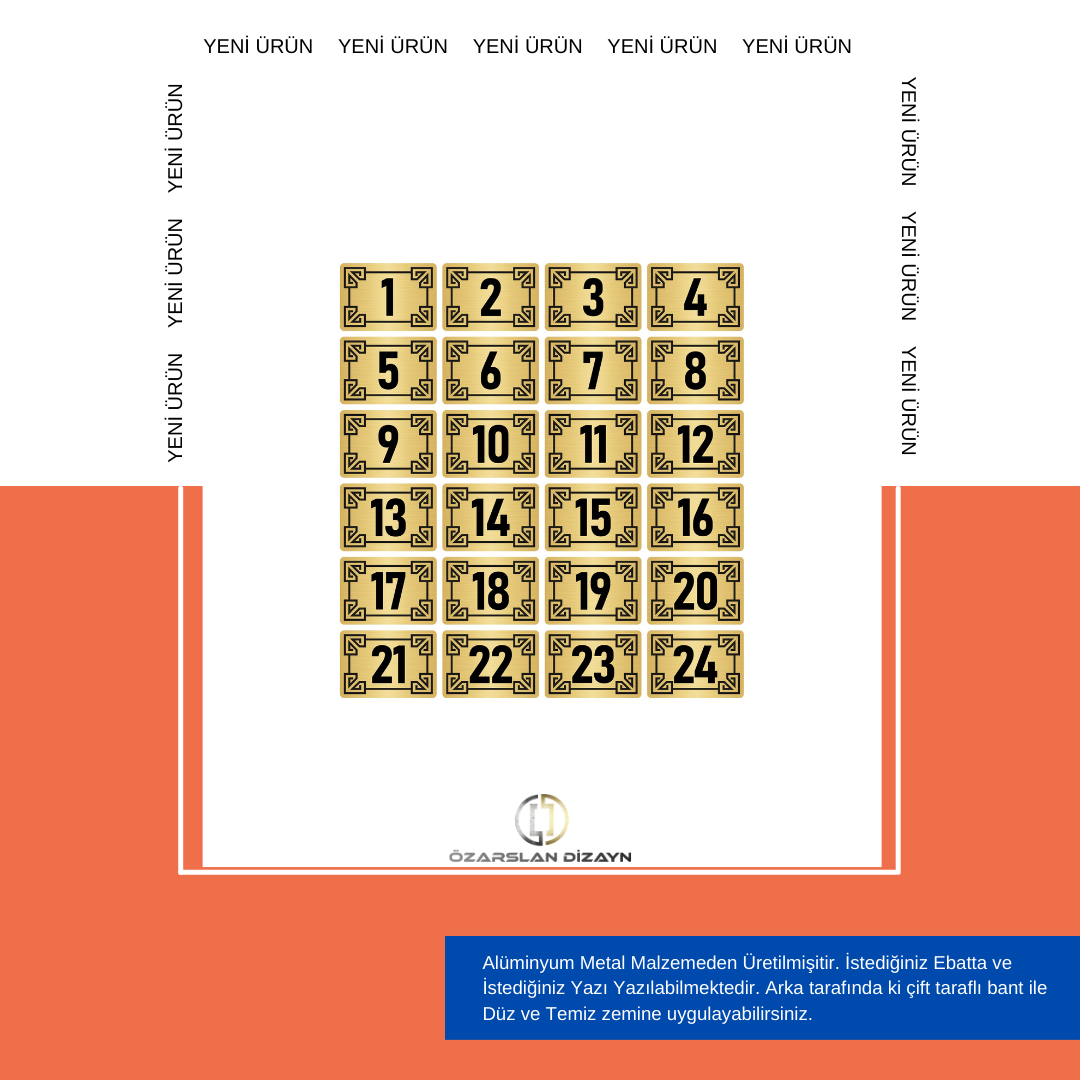 YENİ ÜRÜN YENİ ÜRÜN YENİ ÜRÜN YENİ ÜRÜN YENİ ÜRÜN
YENİ ÜRÜN YENİ ÜRÜN YENİ ÜRÜN
YENİ ÜRÜN YENİ ÜRÜN YENİ ÜRÜN
1 2 3 4
5 6 7 8
9 10 11 12
13 14 15 16
17 18 19 20
21 22 23 24
ÖZARSLAN DİZAYN
Alüminyum Metal Malzemeden Üretilmişitir. İstediğiniz Ebatta ve
İstediğiniz Yazı Yazılabilmektedir. Arka tarafında ki çift taraflı bant ile
Düz ve Temiz zemine uygulayabilirsiniz.